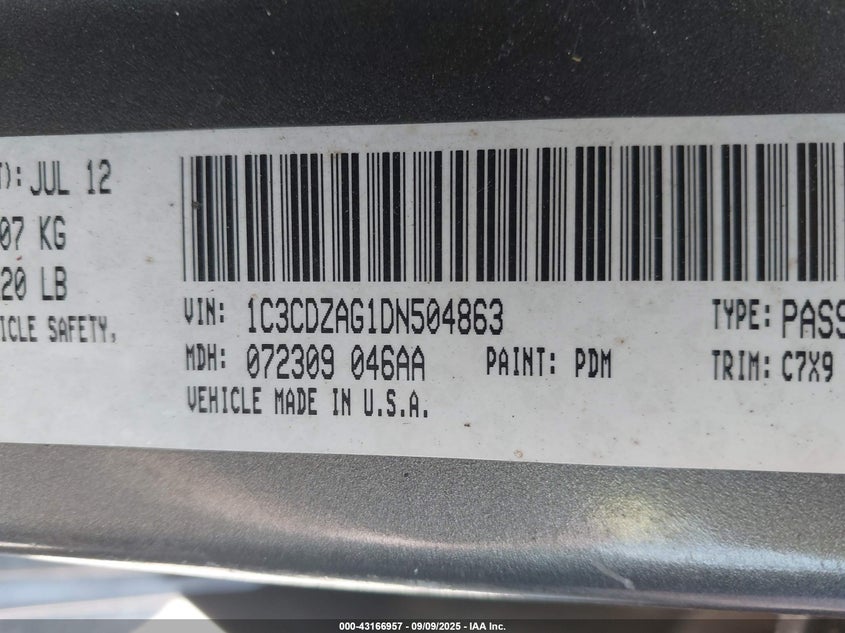 T): JUL 12
07 KG
20 LB
ICLE SAFETY,
VIN: 1C3CDZAG1DN504863
TYPE: PASS
MDH: 072309 046AA
PAINT: PDM
TRIM: C7X9
VEHICLE MADE IN U.S.A.
000-43166957 - 09/09/2025 - IAA Inc.